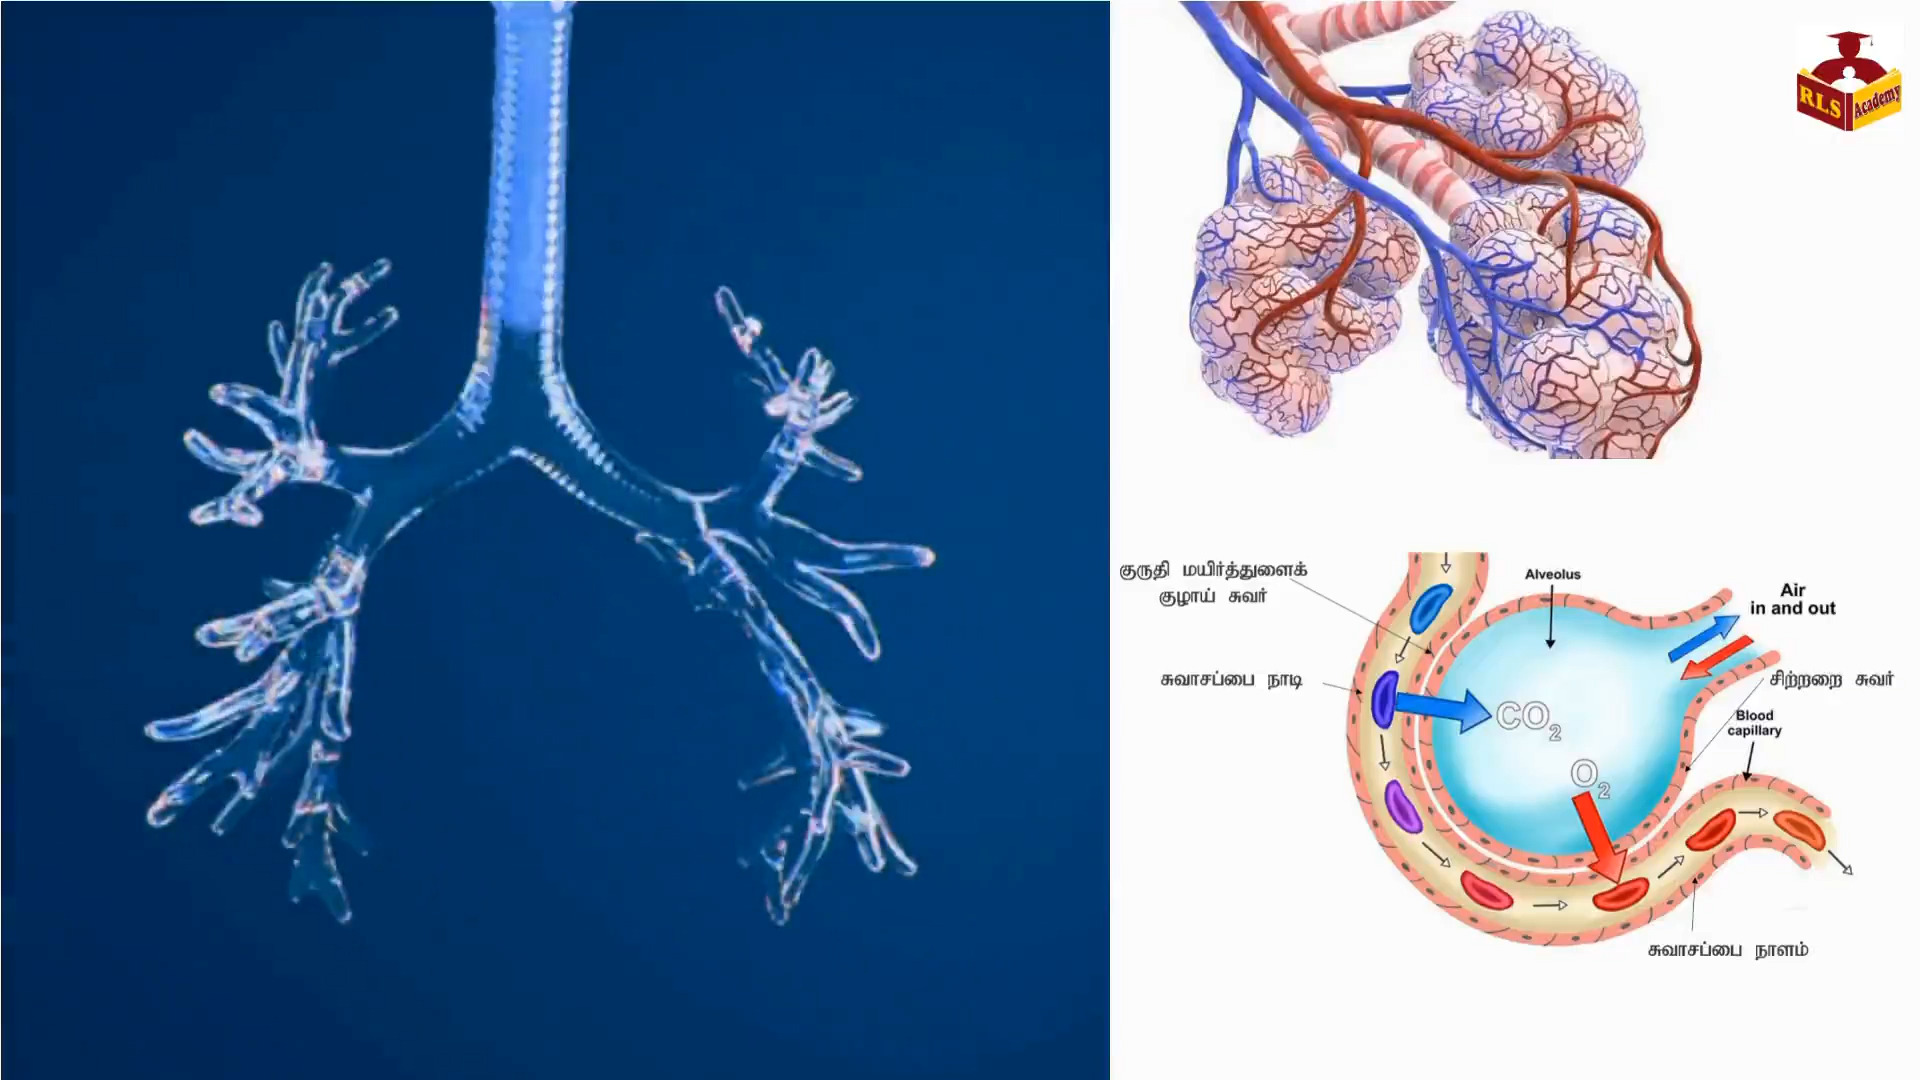 RLS
Academy
குருதி மயிர்த்துளைக்
குழாய் சுவர்
Alveolus
Air
in and out
சுவாசப்பை நாடி
CO2
சிற்றறை சுவர்
Blood
capillary
O2
சுவாசப்பை நாளம்